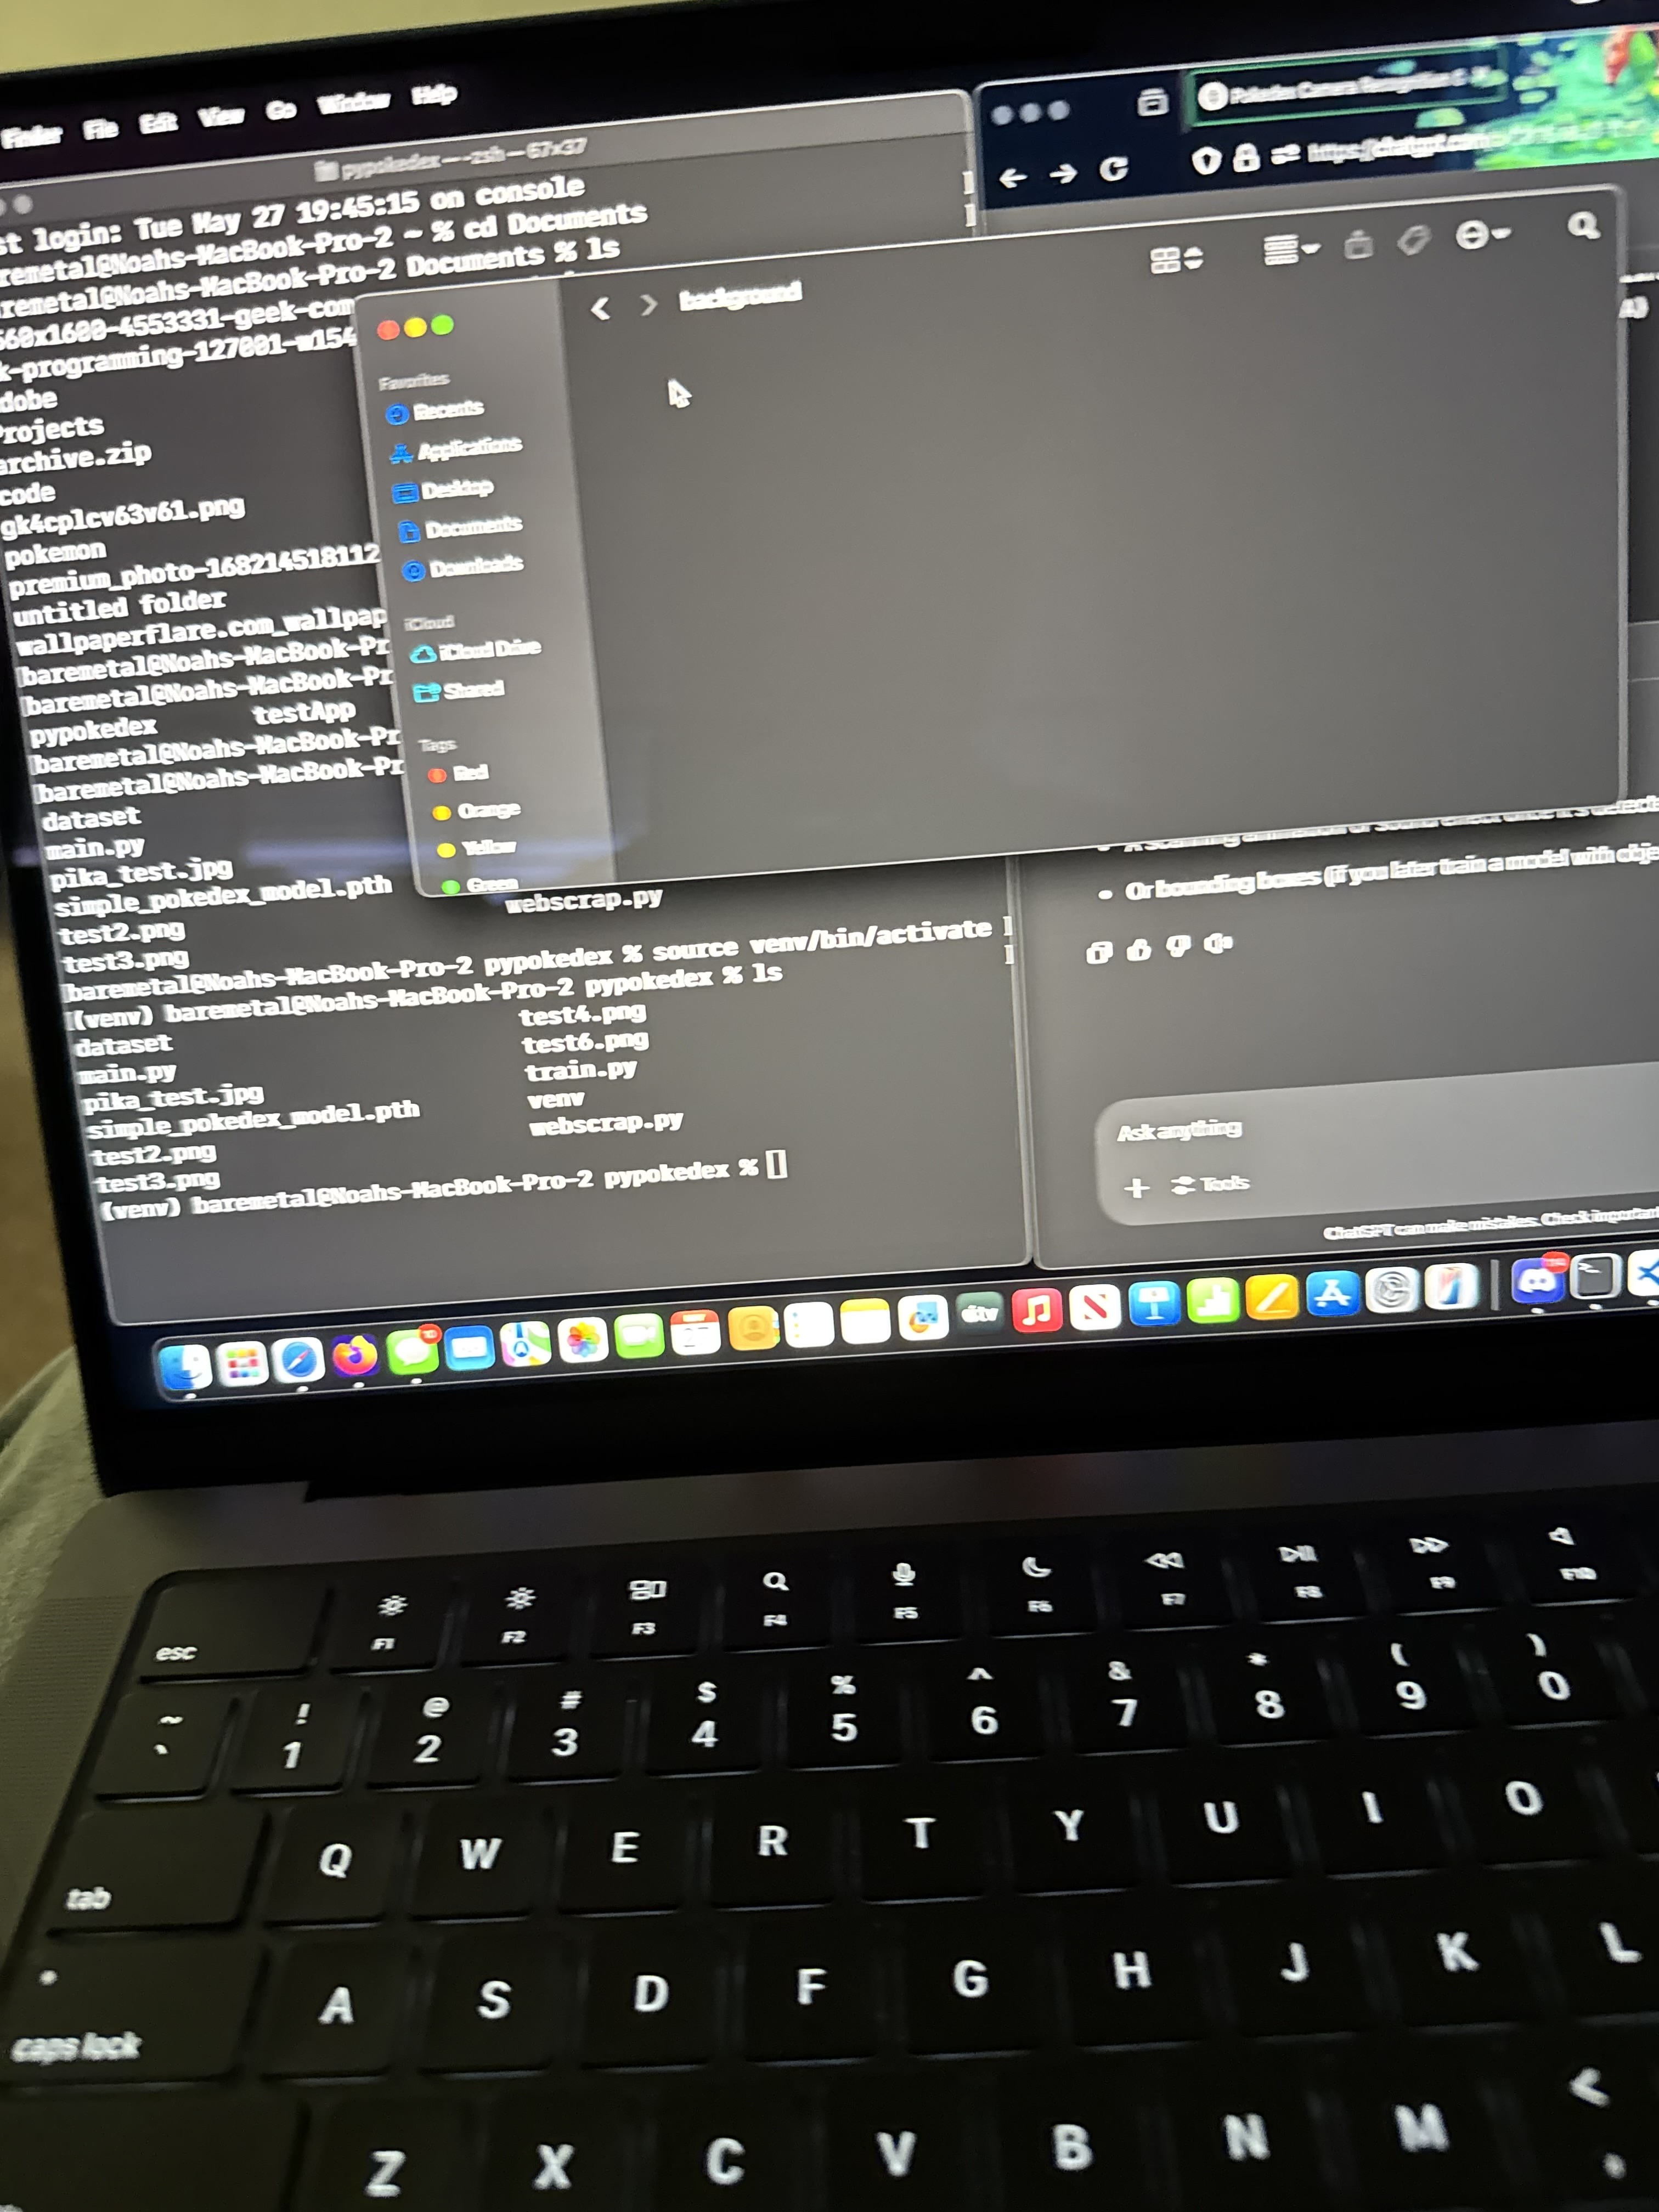 Finder File Edit View Go Window Help
pypokedex — -zsh — 67×37
st login: Tue May 27 19:45:15 on console
remetal@Noahs-MacBook-Pro-2 ~ % cd Documents
aremetal@Noahs-MacBook-Pro-2 Documents % ls
560x1600-4553331-geek-com
k-programming-127001-w154
dobe
Projects
archive.zip
code
gk4cplcv63v61.png
pokemon
premium_photo-168214518112
untitled folder
wallpaperflare.com_wallpap
[baremetal@Noahs-MacBook-Pr
[baremetal@Noahs-MacBook-Pr
pypokedex testApp
[baremetal@Noahs-MacBook-Pr
[baremetal@Noahs-MacBook-Pr
dataset
main.py
pika_test.jpg
simple_pokedex_model.pth
test2.png webscrap.py
test3.png
[baremetal@Noahs-MacBook-Pro-2 pypokedex % source venv/bin/activate ]
[(venv) baremetal@Noahs-MacBook-Pro-2 pypokedex % ls ]
dataset test4.png
main.py test6.png
pika_test.jpg train.py
simple_pokedex_model.pth venv
test2.png webscrap.py
test3.png
(venv) baremetal@Noahs-MacBook-Pro-2 pypokedex %
background
Favorites
Recents
Applications
Desktop
Documents
Downloads
iCloud
iCloud Drive
Shared
Tags
Red
Orange
Yellow
Green
Pokedex Camera Recognition
https://chatgpt.com
Or bounding boxes (if you later train a model with obje
Ask anything
+ Tools
ChatGPT can make mistakes. Check important
tv
esc F1 F2 F3 F4 F5 F6 F7 F8 F9 F10
~ ! @ # $ % ^ & * ( )
` 1 2 3 4 5 6 7 8 9 0
tab Q W E R T Y U I O
caps lock A S D F G H J K L
Z X C V B N M <